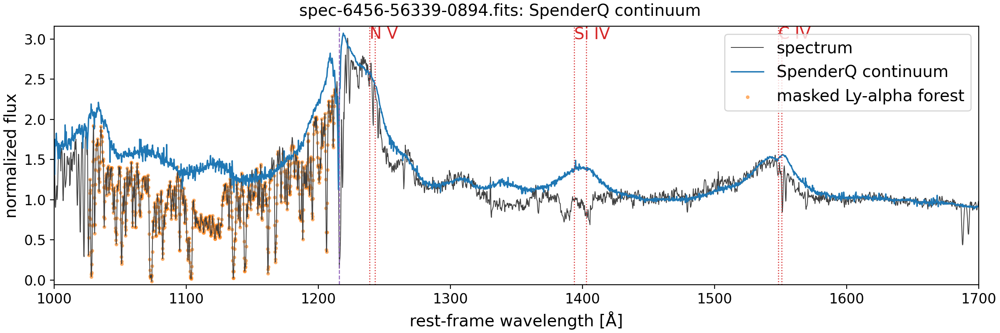 spec-6456-56339-0894.fits: SpenderQ continuum
N V
Si IV
C IV
spectrum
SpenderQ continuum
masked Ly-alpha forest
normalized flux
3.0
2.5
2.0
1.5
1.0
0.5
0.0
1000
1100
1200
1300
1400
1500
1600
1700
rest-frame wavelength [Å]